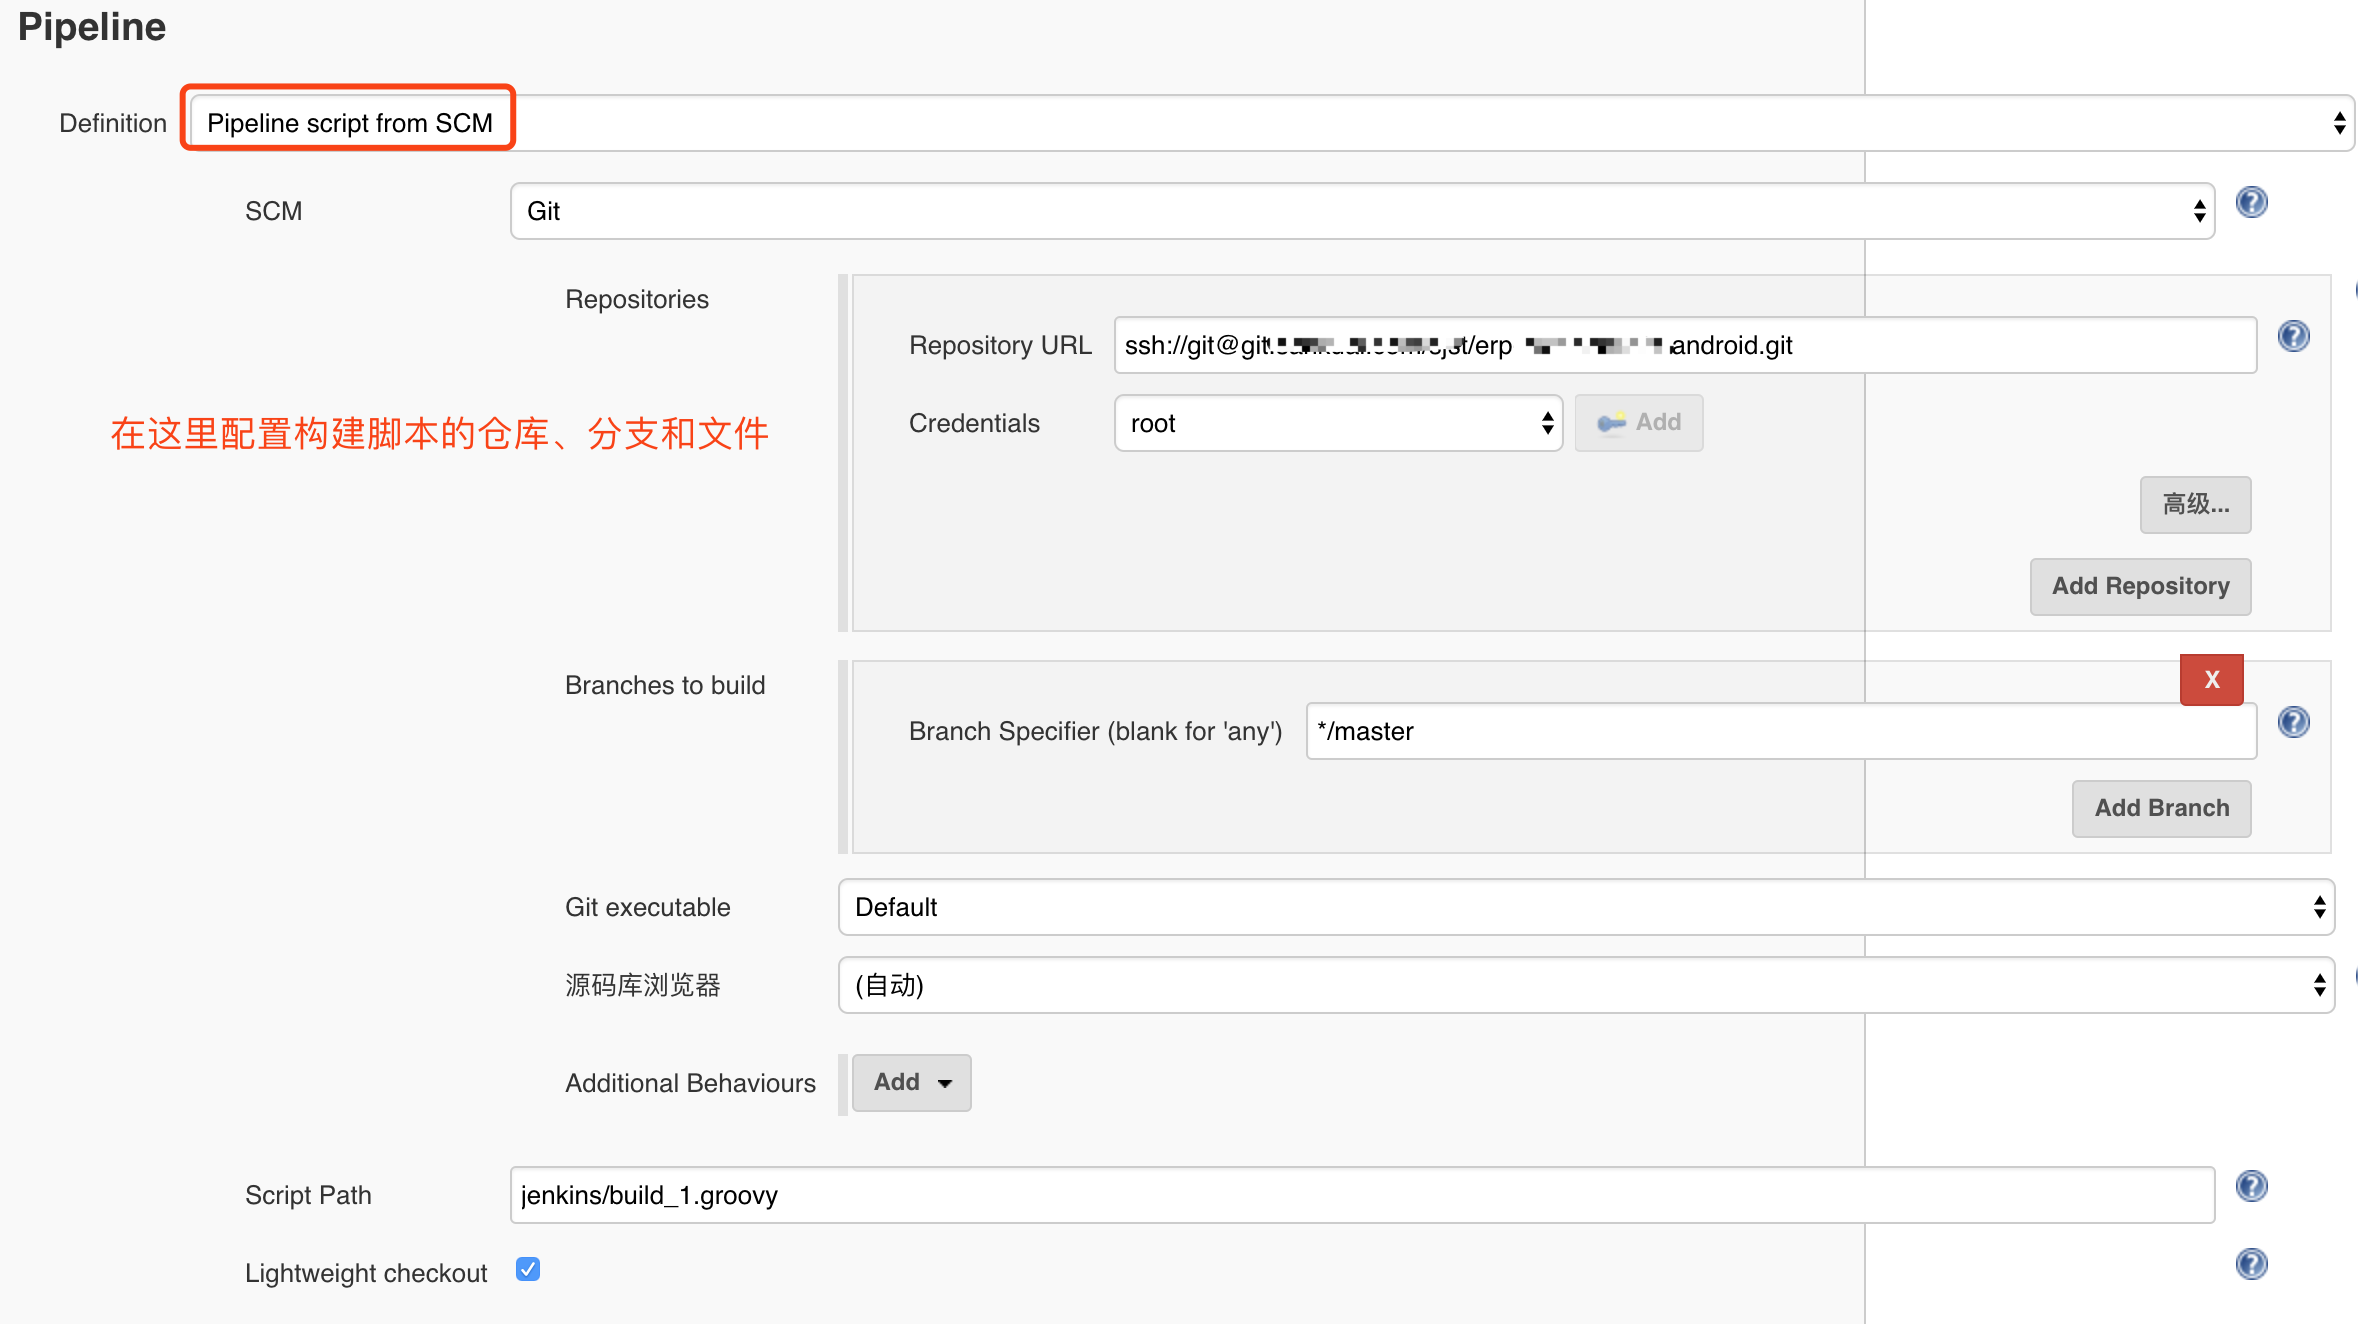 Pipeline
Definition
Pipeline script from SCM
SCM
Git
Repositories
Repository URL
ssh://git@git. /erp android.git
Credentials
root
Add
在这里配置构建脚本的仓库、分支和文件
高级...
Add Repository
Branches to build
X
Branch Specifier (blank for 'any')
*/master
Add Branch
Git executable
Default
源码库浏览器
(自动)
Additional Behaviours
Add
Script Path
jenkins/build_1.groovy
Lightweight checkout